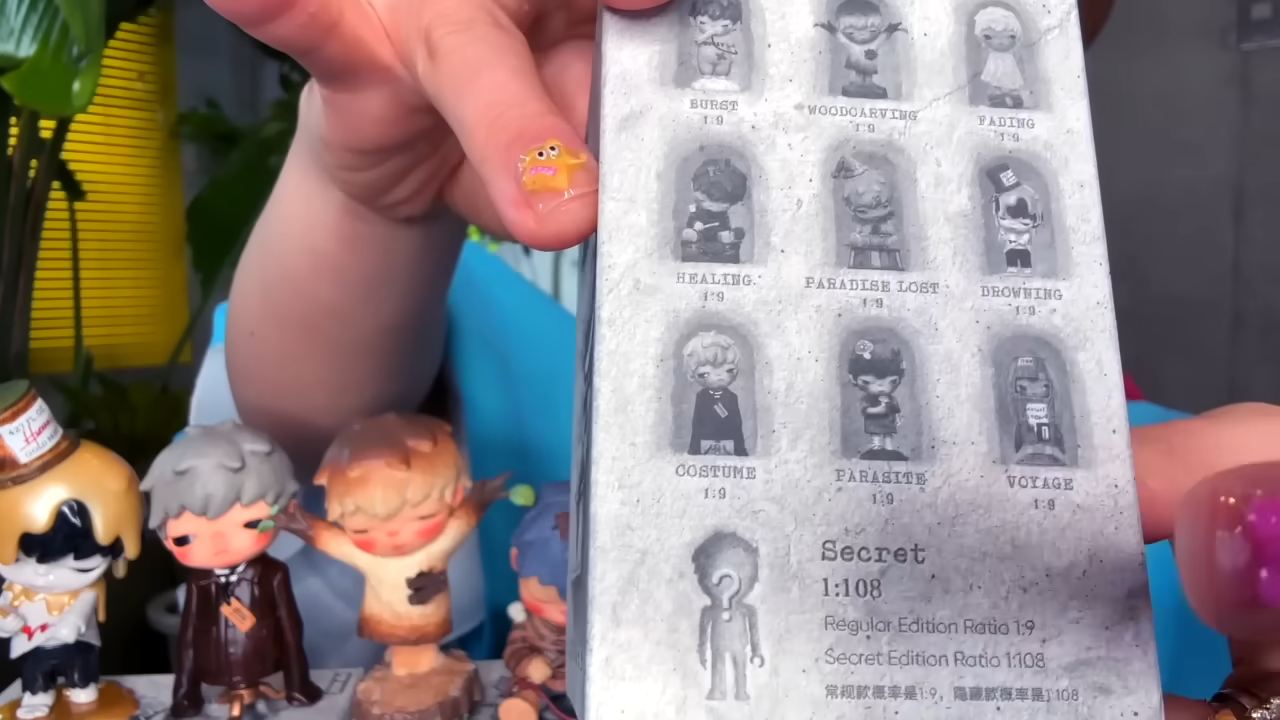 BURST
1:9
WOODCARVING
1:9
FADING
1:9
HEALING
1:9
PARADISE LOST
1:9
DROWNING
1:9
COSTUME
1:9
PARASITE
1:9
VOYAGE
1:9
Secret
1:108
Regular Edition Ratio 1:9
Secret Edition Ratio 1:108
常规款概率是1:9，隐藏款概率是1:108